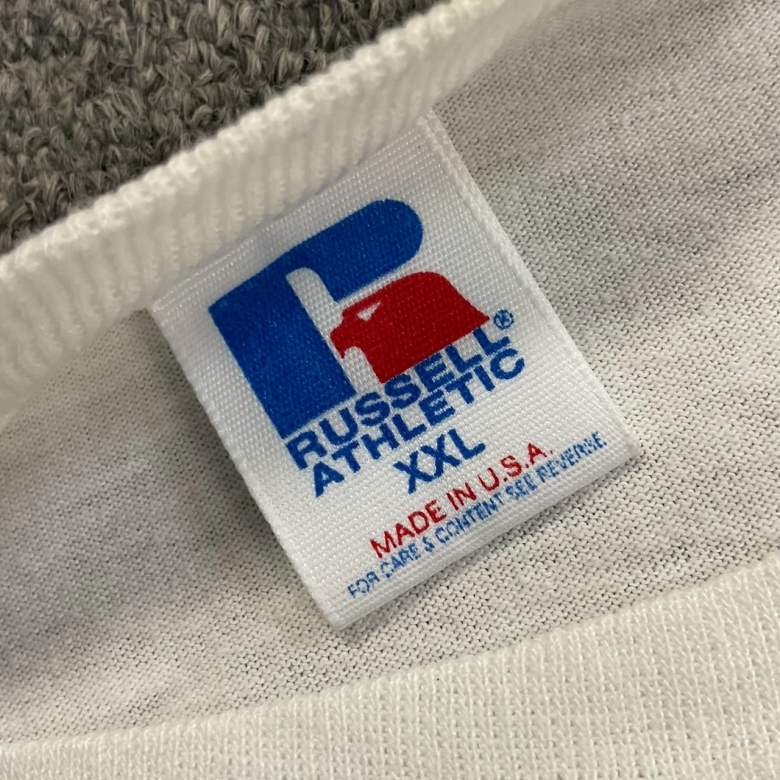 RUSSELL®
ATHLETIC
XXL
MADE IN U.S.A.
FOR CARE & CONTENT SEE REVERSE.